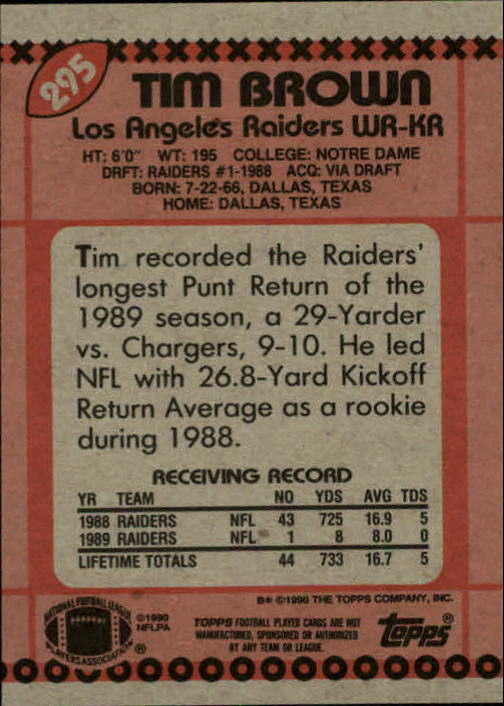 295
TIM BROWN
Los Angeles Raiders WR-KR
HT: 6'0" WT: 195 COLLEGE: NOTRE DAME
DRFT: RAIDERS #1-1988 ACQ: VIA DRAFT
BORN: 7-22-66, DALLAS, TEXAS
HOME: DALLAS, TEXAS
Tim recorded the Raiders'
longest Punt Return of the
1989 season, a 29-Yarder
vs. Chargers, 9-10. He led
NFL with 26.8-Yard Kickoff
Return Average as a rookie
during 1988.
RECEIVING RECORD
YR TEAM NO YDS AVG TDS
1988 RAIDERS NFL 43 725 16.9 5
1989 RAIDERS NFL 1 8 8.0 0
LIFETIME TOTALS 44 733 16.7 5
B* ©1990 THE TOPPS COMPANY, INC.
NATIONAL FOOTBALL LEAGUE
PLAYERS ASSOCIATION
®
©1990
NFLPA
TOPPS FOOTBALL PLAYER CARDS ARE NOT
MANUFACTURED, SPONSORED OR AUTHORIZED
BY ANY TEAM OR LEAGUE.
topps®